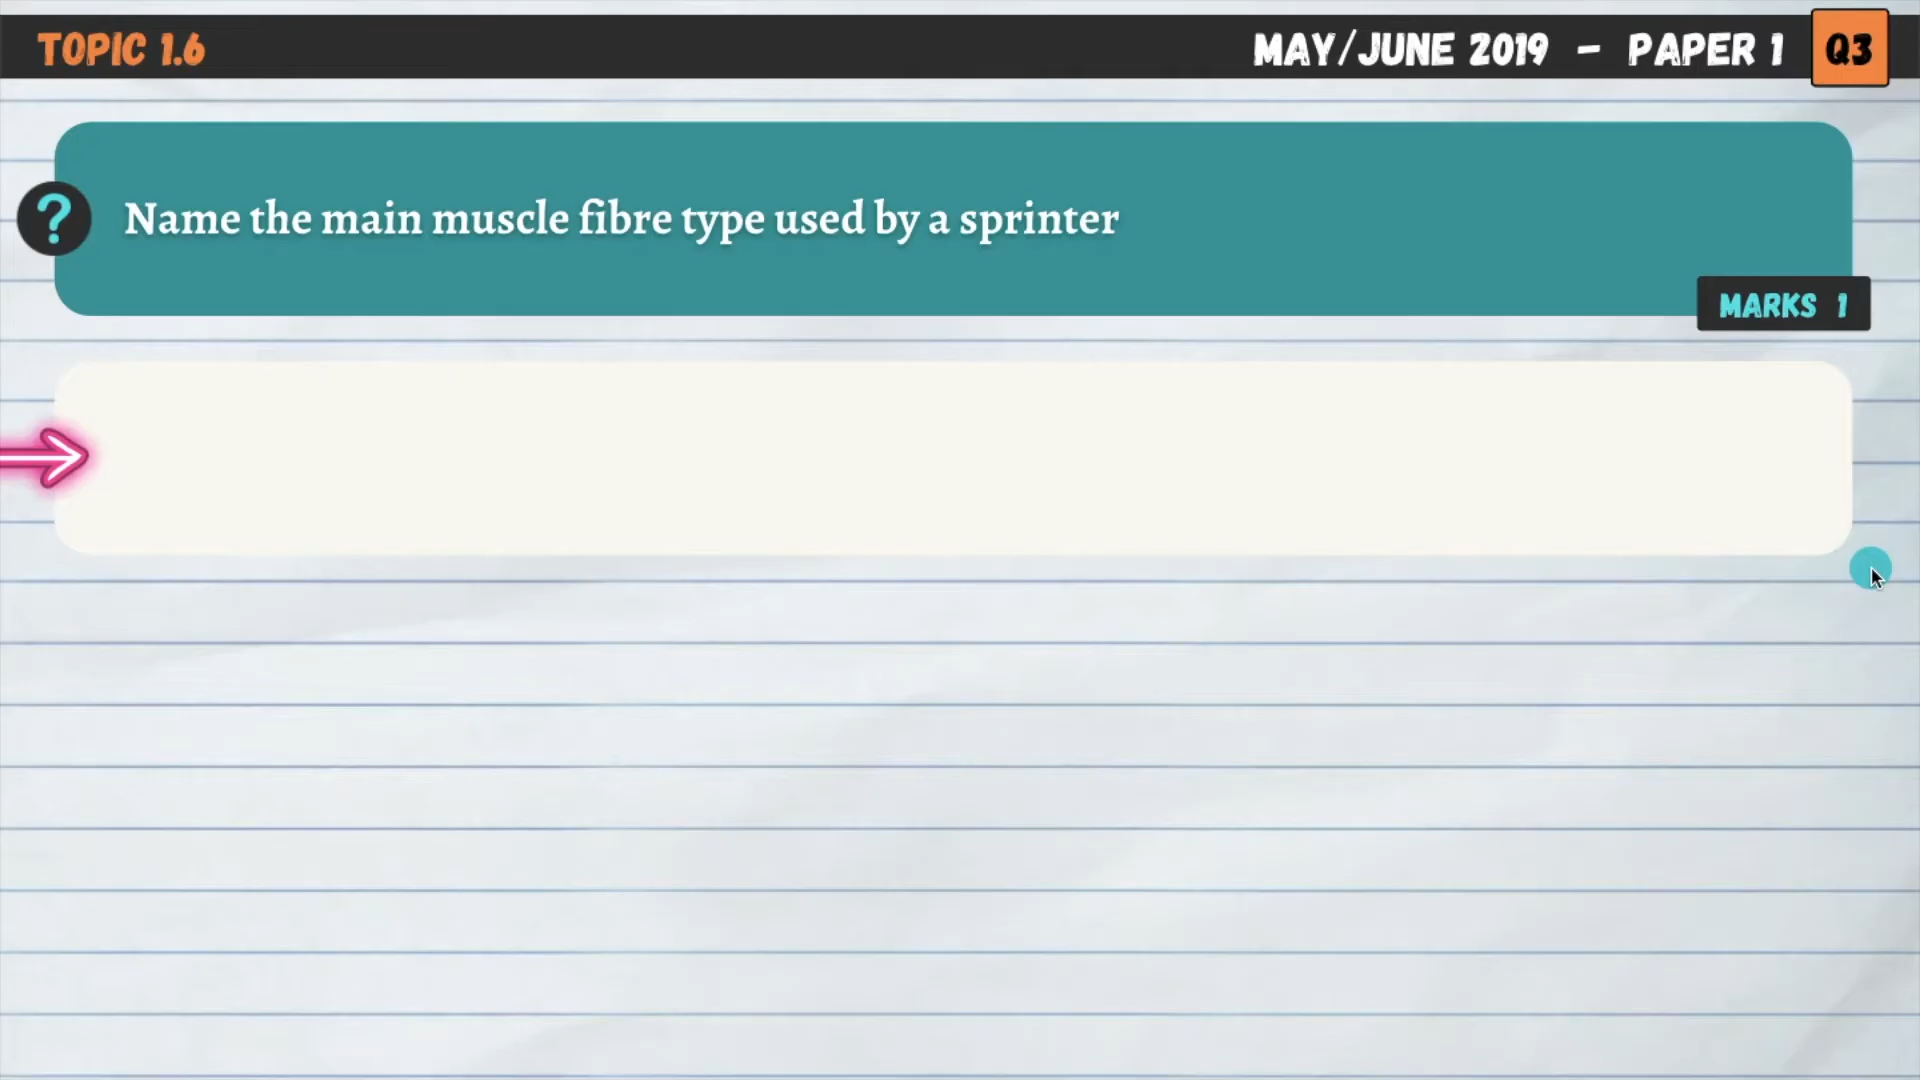 TOPIC 1.6
MAY/JUNE 2019 - PAPER 1
Q3
?
Name the main muscle fibre type used by a sprinter
MARKS 1